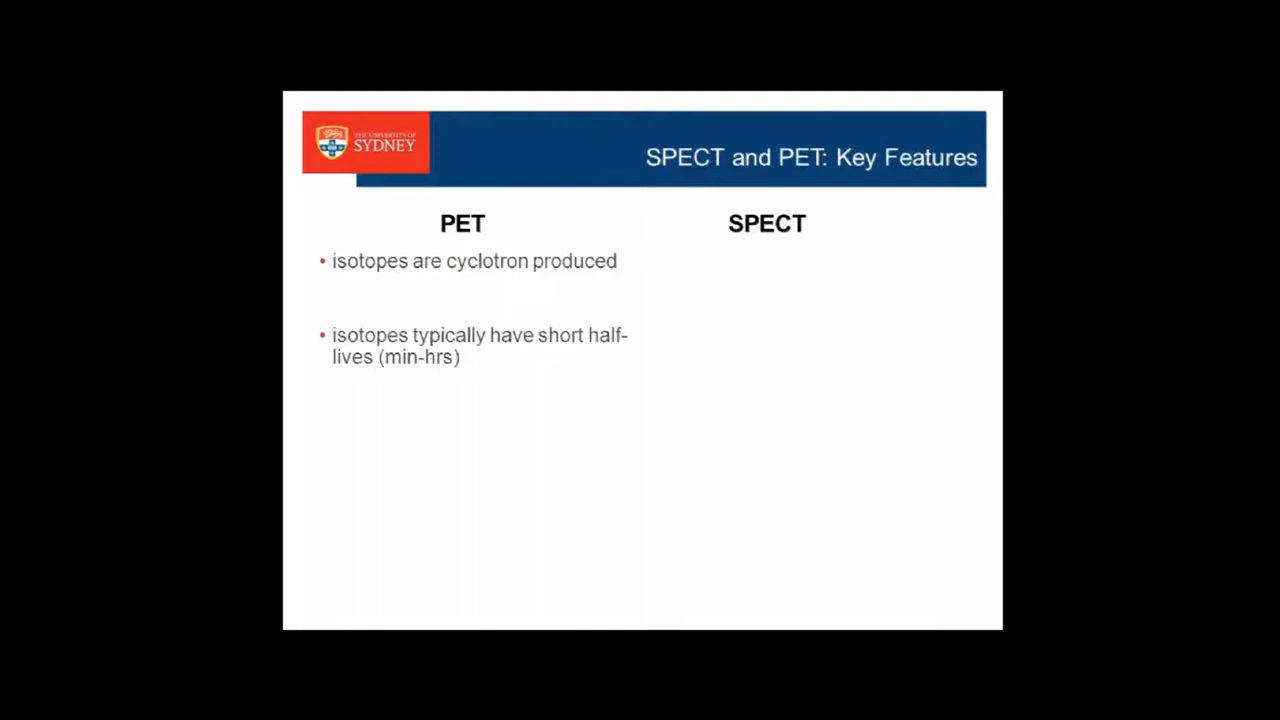 THE UNIVERSITY OF
SYDNEY
SPECT and PET: Key Features
PET
SPECT
• isotopes are cyclotron produced
• isotopes typically have short half-
lives (min-hrs)